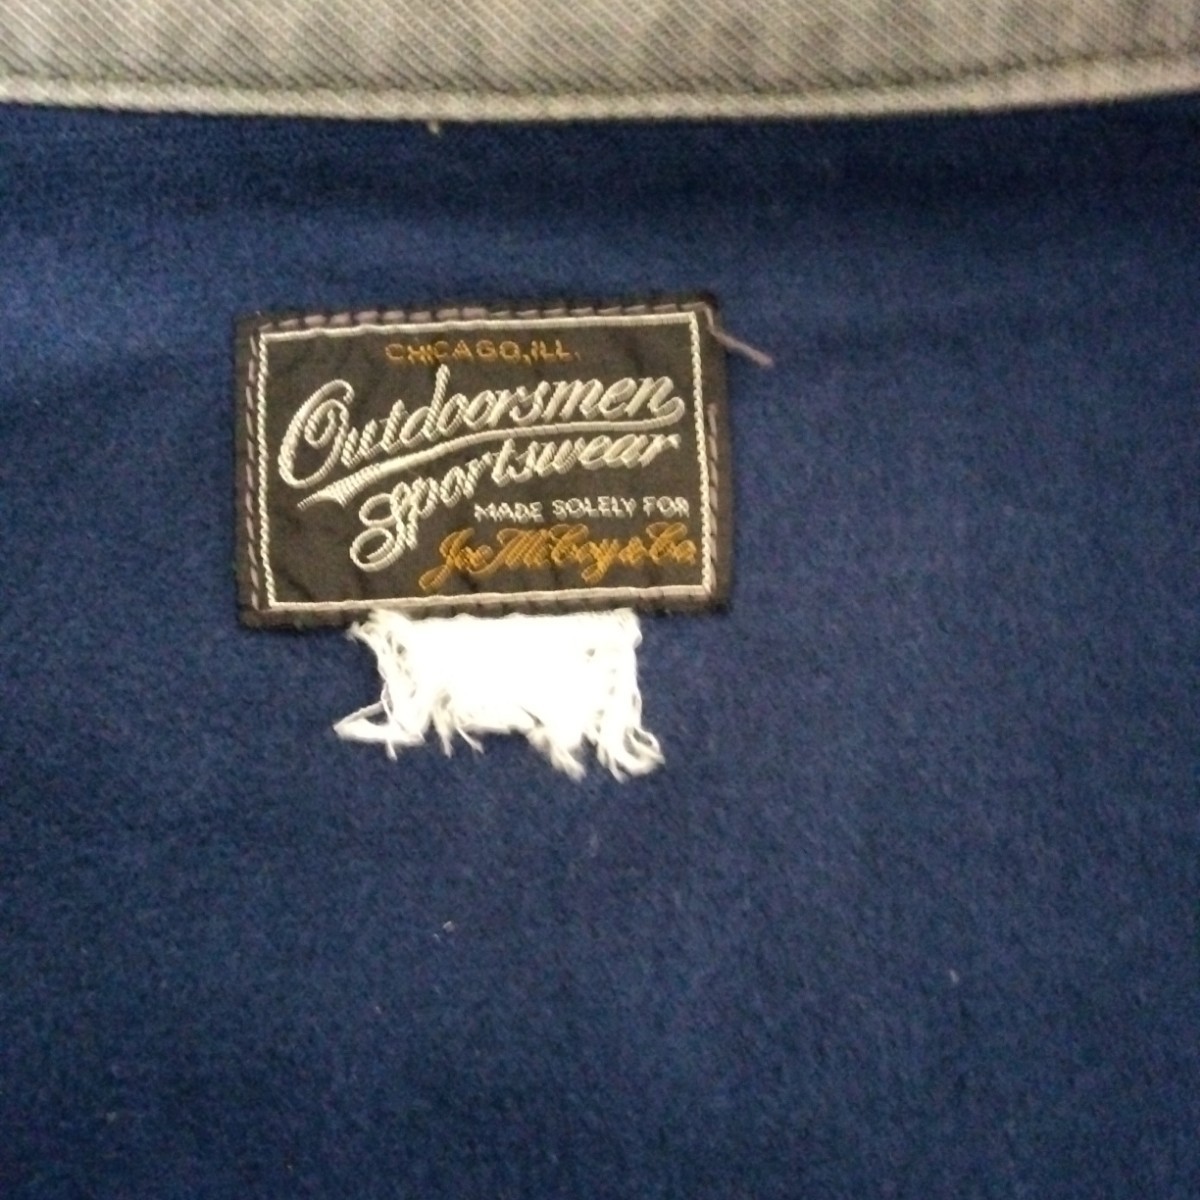 CHICAGO, ILL.
Outdoorsmen
Sportswear
MADE SOLELY FOR
Joe McCoy & Co.